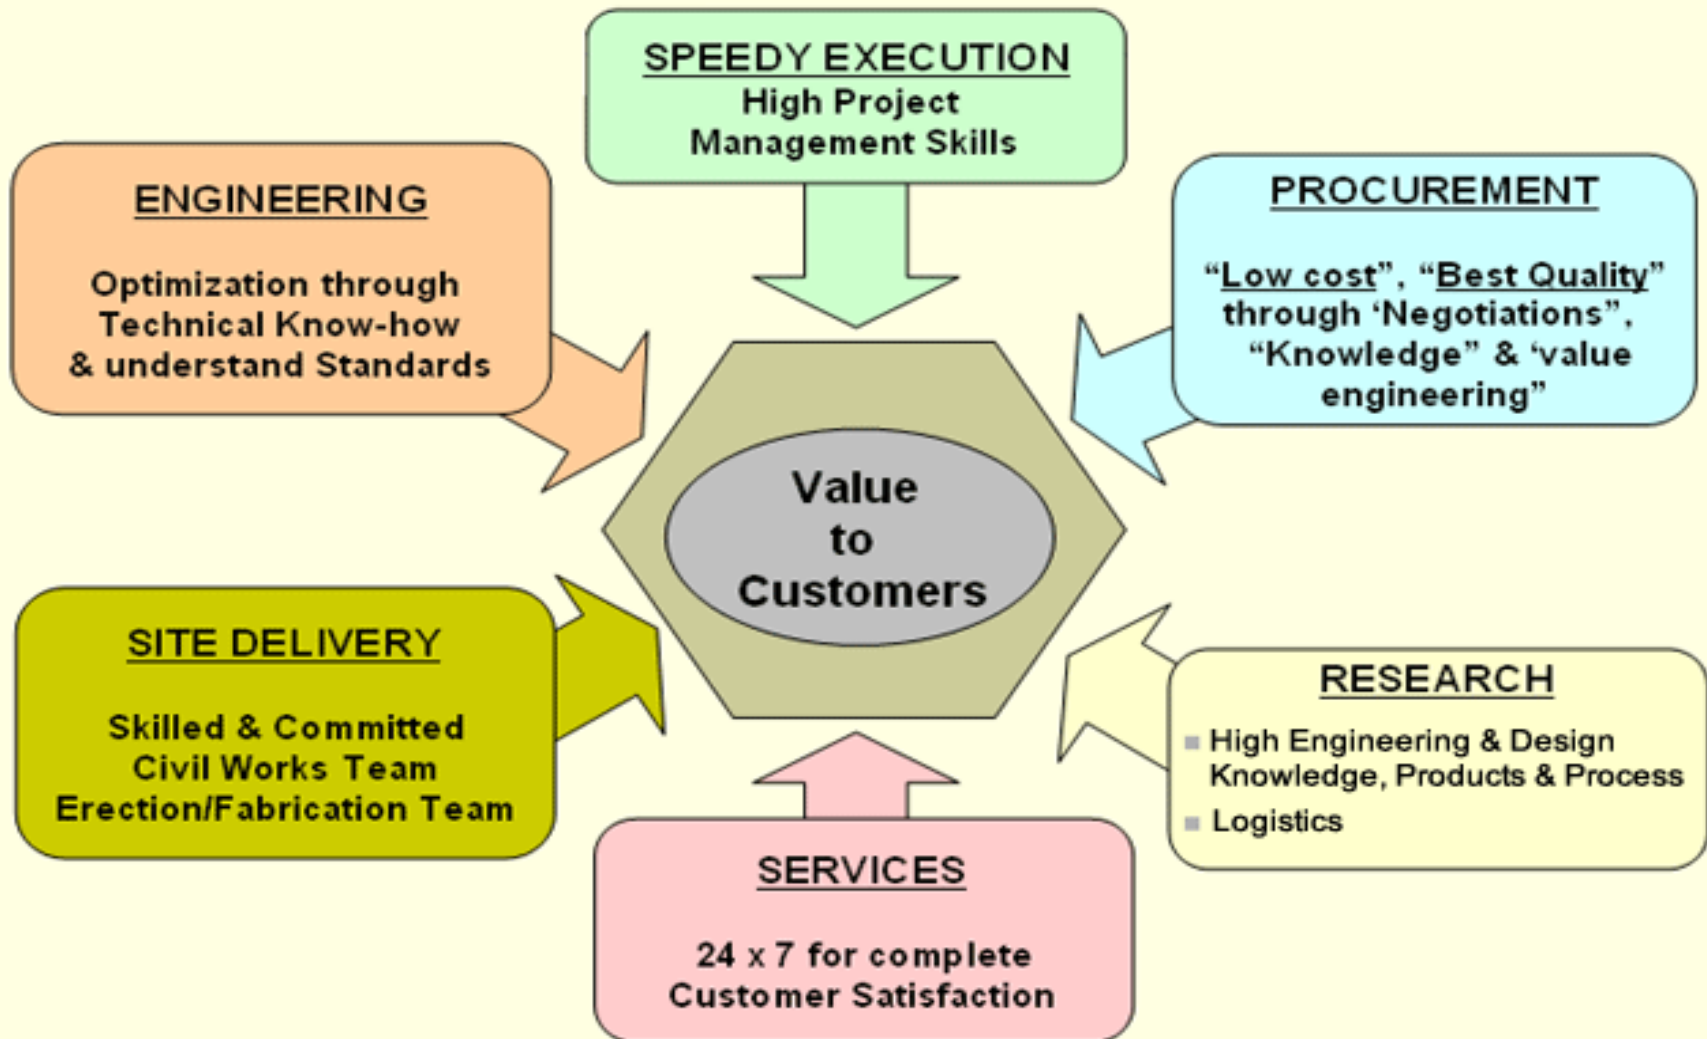 SPEEDY EXECUTION
High Project
Management Skills
ENGINEERING
Optimization through
Technical Know-how
& understand Standards
PROCUREMENT
“Low cost”, “Best Quality”
through ‘Negotiations”,
“Knowledge” & ‘value
engineering”
Value
to
Customers
SITE DELIVERY
Skilled & Committed
Civil Works Team
Erection/Fabrication Team
RESEARCH
High Engineering & Design
Knowledge, Products & Process
Logistics
SERVICES
24 x 7 for complete
Customer Satisfaction